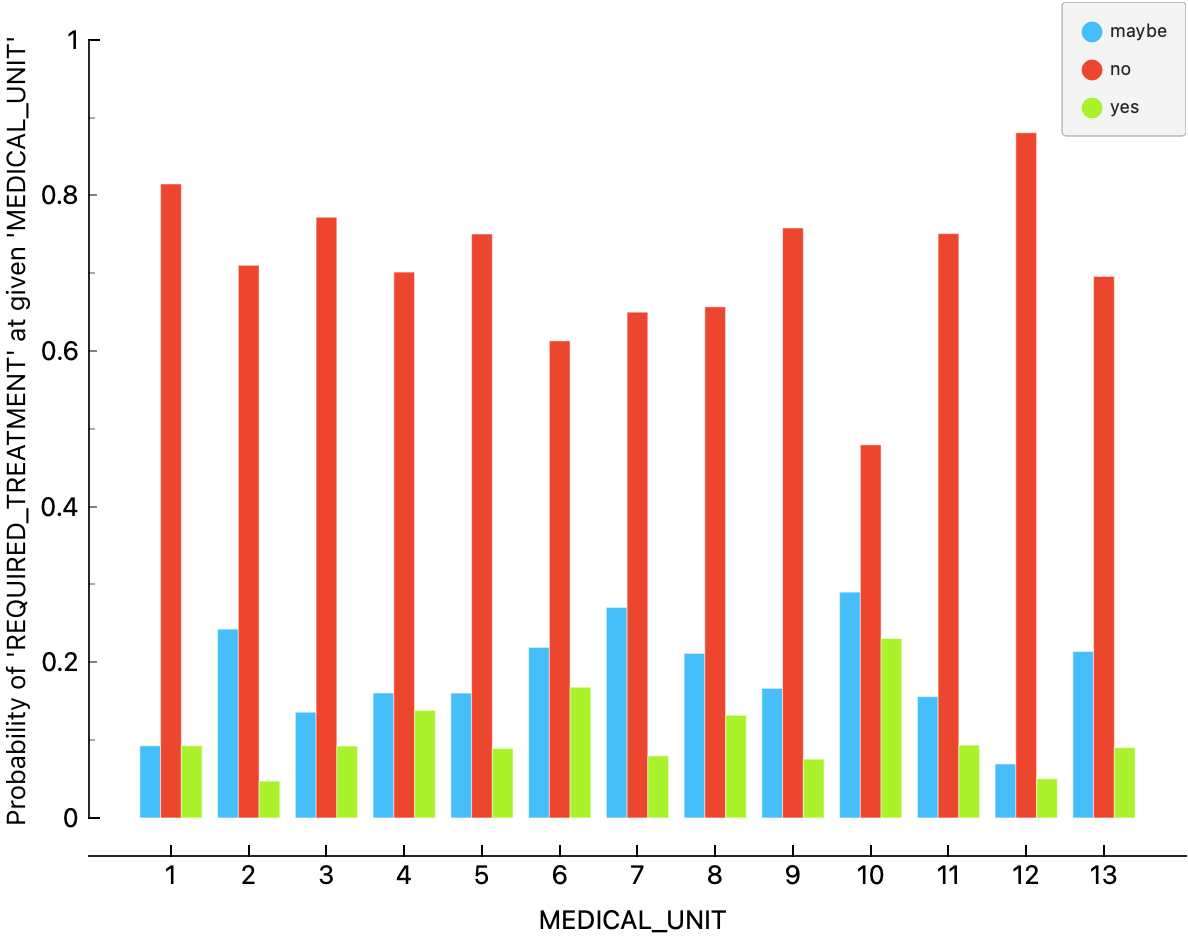 maybe
no
yes
Probability of 'REQUIRED_TREATMENT' at given 'MEDICAL_UNIT'
1
0.8
0.6
0.4
0.2
0
1 2 3 4 5 6 7 8 9 10 11 12 13
MEDICAL_UNIT